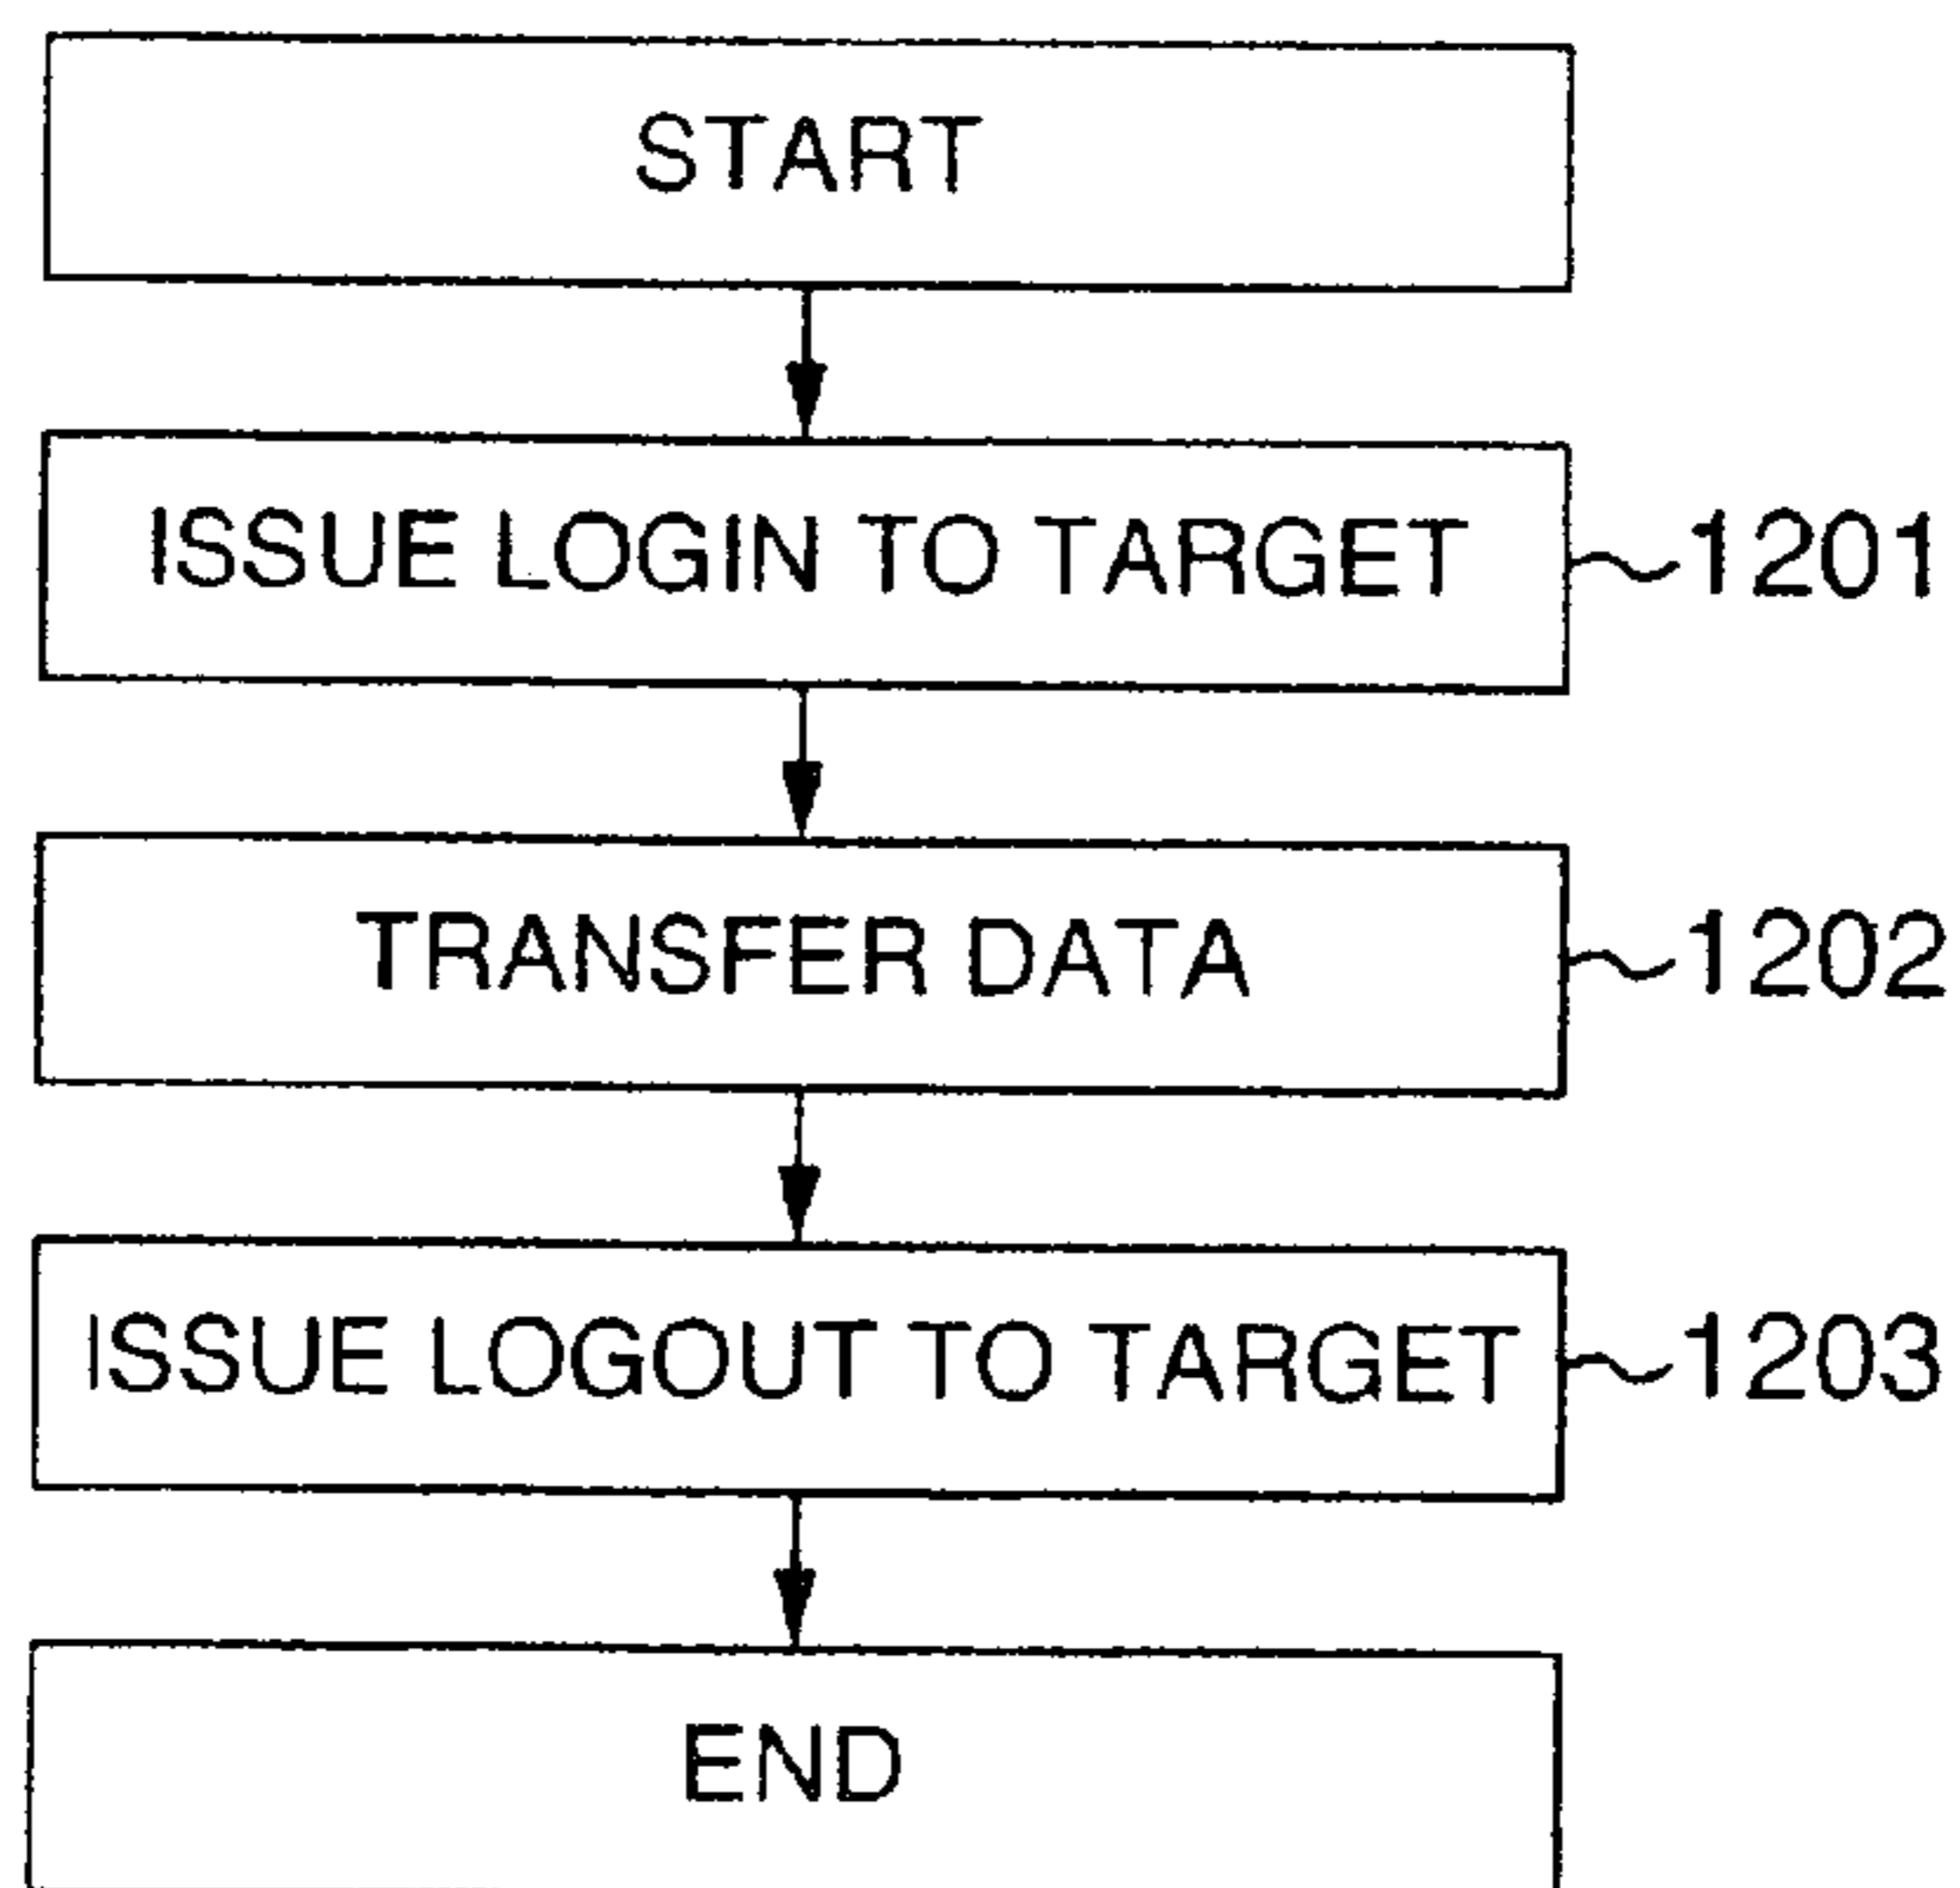 START
ISSUE LOGIN TO TARGET
1201
TRANSFER DATA
1202
ISSUE LOGOUT TO TARGET
1203
END